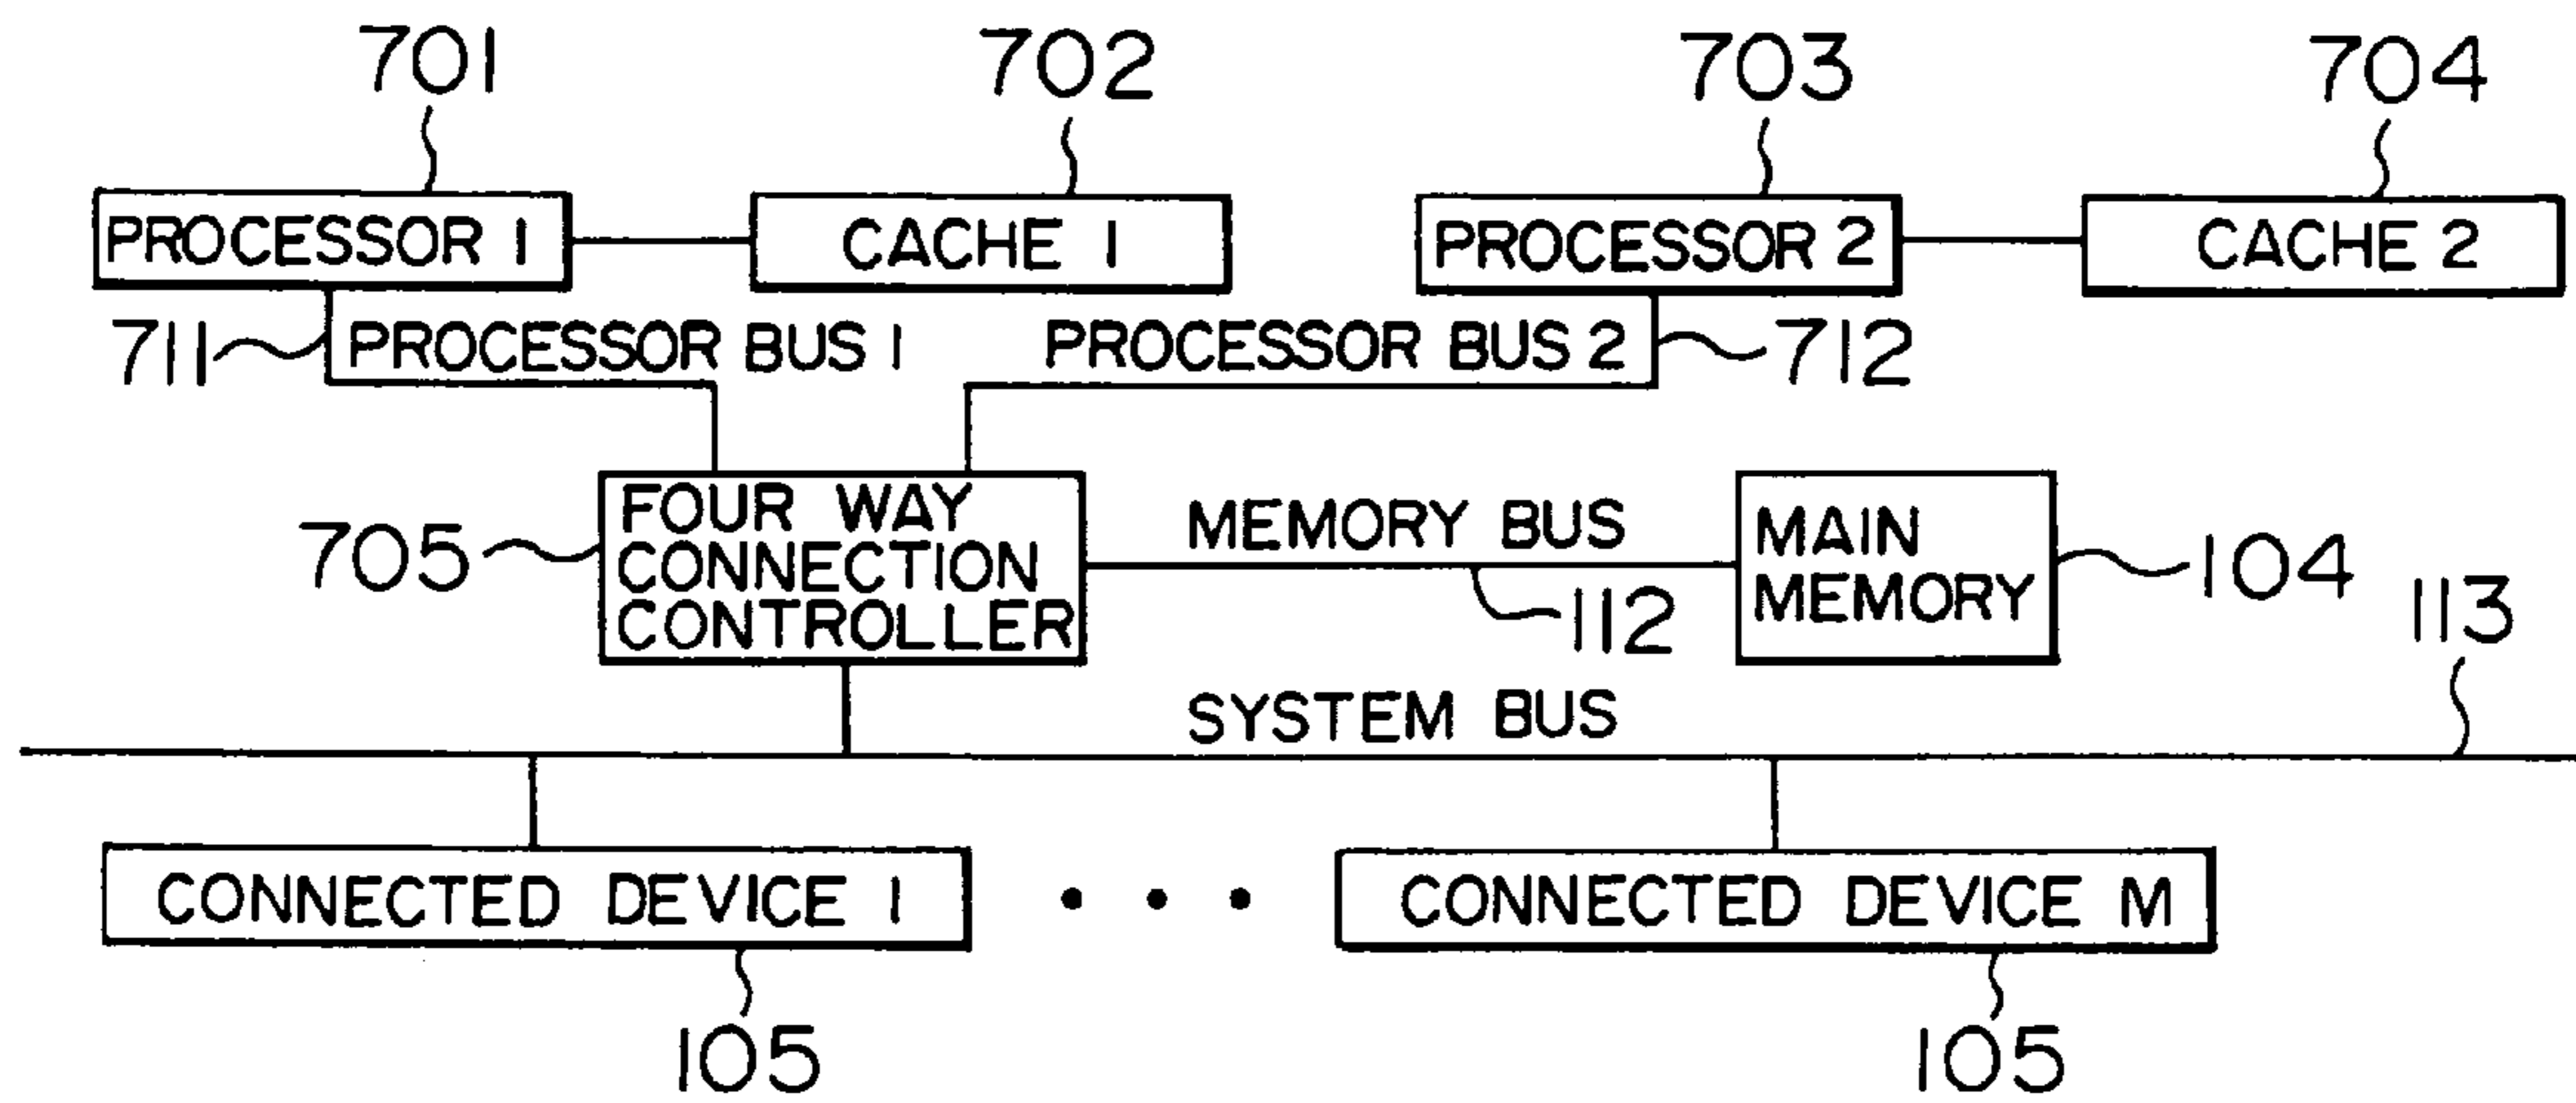 701
702
703
704
PROCESSOR 1
CACHE 1
PROCESSOR 2
CACHE 2
711
PROCESSOR BUS 1
PROCESSOR BUS 2
712
705
FOUR WAY
CONNECTION
CONTROLLER
MEMORY BUS
112
MAIN
MEMORY
104
113
SYSTEM BUS
CONNECTED DEVICE 1
CONNECTED DEVICE M
105
105